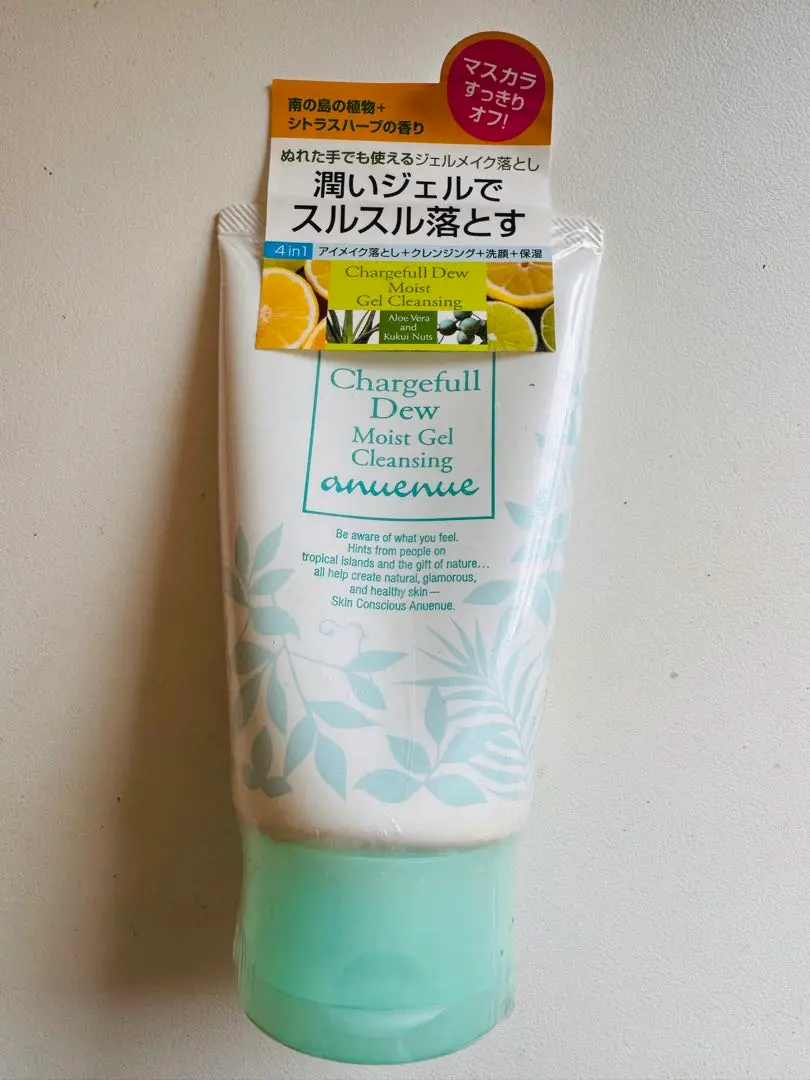 マスカラ
すっきり
オフ!
南の島の植物+
シトラスハーブの香り
ぬれた手でも使えるジェルメイク落とし
潤いジェルで
スルスル落とす
4in1 アイメイク落とし+クレンジング+洗顔+保湿
Chargefull Dew
Moist
Gel Cleansing
Aloe Vera
and
Kukui Nuts
Chargefull
Dew
Moist Gel
Cleansing
anuenue
Be aware of what you feel.
Hints from people on
tropical islands and the gift of nature...
all help create natural, glamorous,
and healthy skin—
Skin Conscious Anuenue.